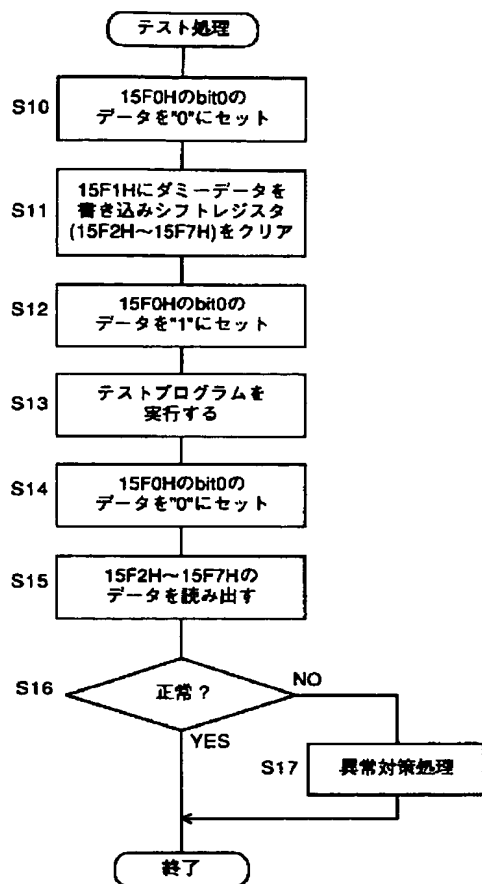 テスト処理
S10
15F0Hのbit0の
データを"0"にセット
S11
15F1Hにダミーデータを
書き込みシフトレジスタ
(15F2H～15F7H)をクリア
S12
15F0Hのbit0の
データを"1"にセット
S13
テストプログラムを
実行する
S14
15F0Hのbit0の
データを"0"にセット
S15
15F2H～15F7Hの
データを読み出す
S16
正常？
NO
YES
S17
異常対策処理
終了